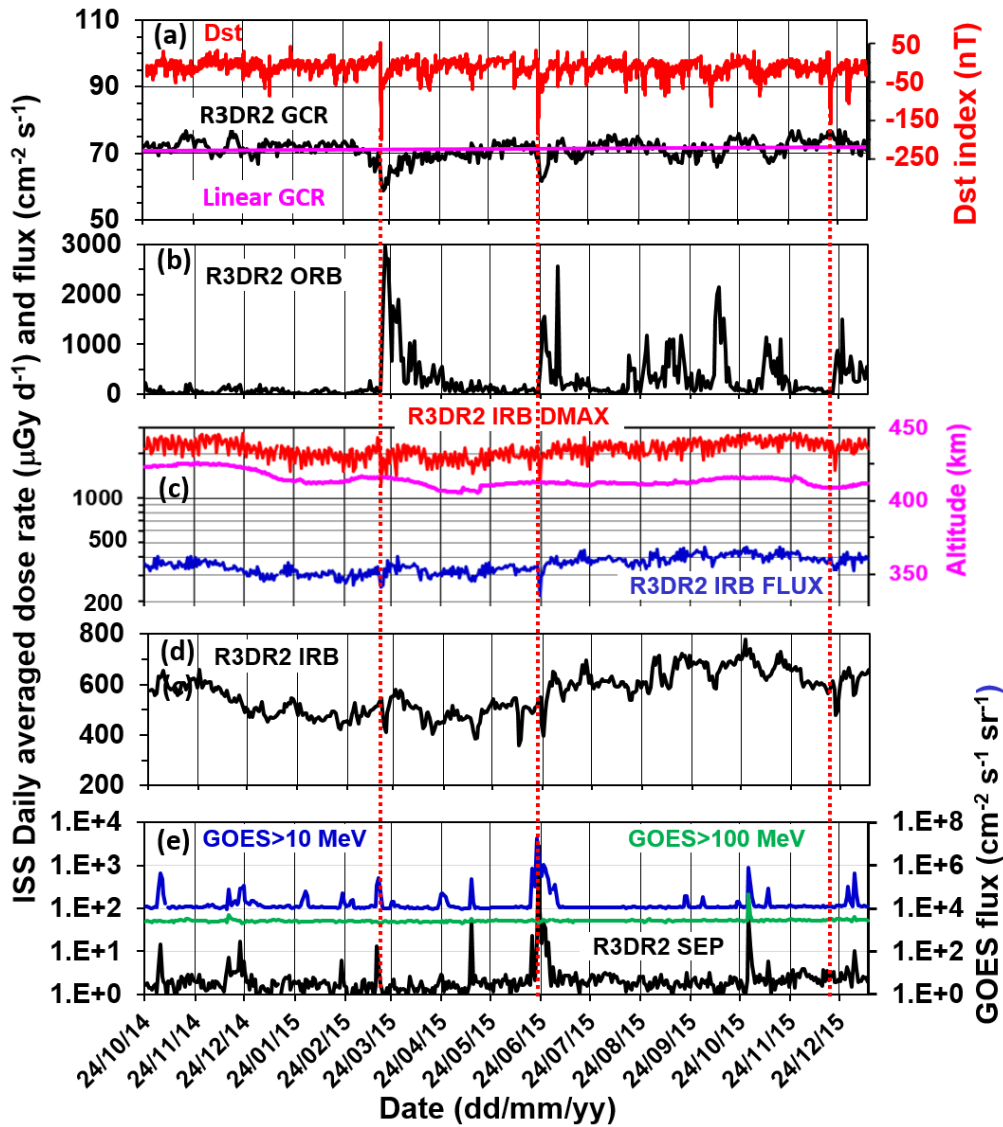 ISS Daily averaged dose rate (µGy d⁻¹) and flux (cm⁻² s⁻¹)
110
90
70
50
(a)
Dst
R3DR2 GCR
Linear GCR
50
-50
-150
-250
Dst index (nT)
3000
2000
1000
0
(b)
R3DR2 ORB
R3DR2 IRB DMAX
1000
500
200
(c)
R3DR2 IRB FLUX
450
400
350
Altitude (km)
800
600
400
200
(d)
R3DR2 IRB
GOES flux (cm⁻² s⁻¹ sr⁻¹)
1.E+4
1.E+3
1.E+2
1.E+1
1.E+0
(e)
GOES>10 MeV
GOES>100 MeV
R3DR2 SEP
1.E+8
1.E+6
1.E+4
1.E+2
1.E+0
24/10/14
24/11/14
24/12/14
24/01/15
24/02/15
24/03/15
24/04/15
24/05/15
24/06/15
24/07/15
24/08/15
24/09/15
24/10/15
24/11/15
24/12/15
Date (dd/mm/yy)